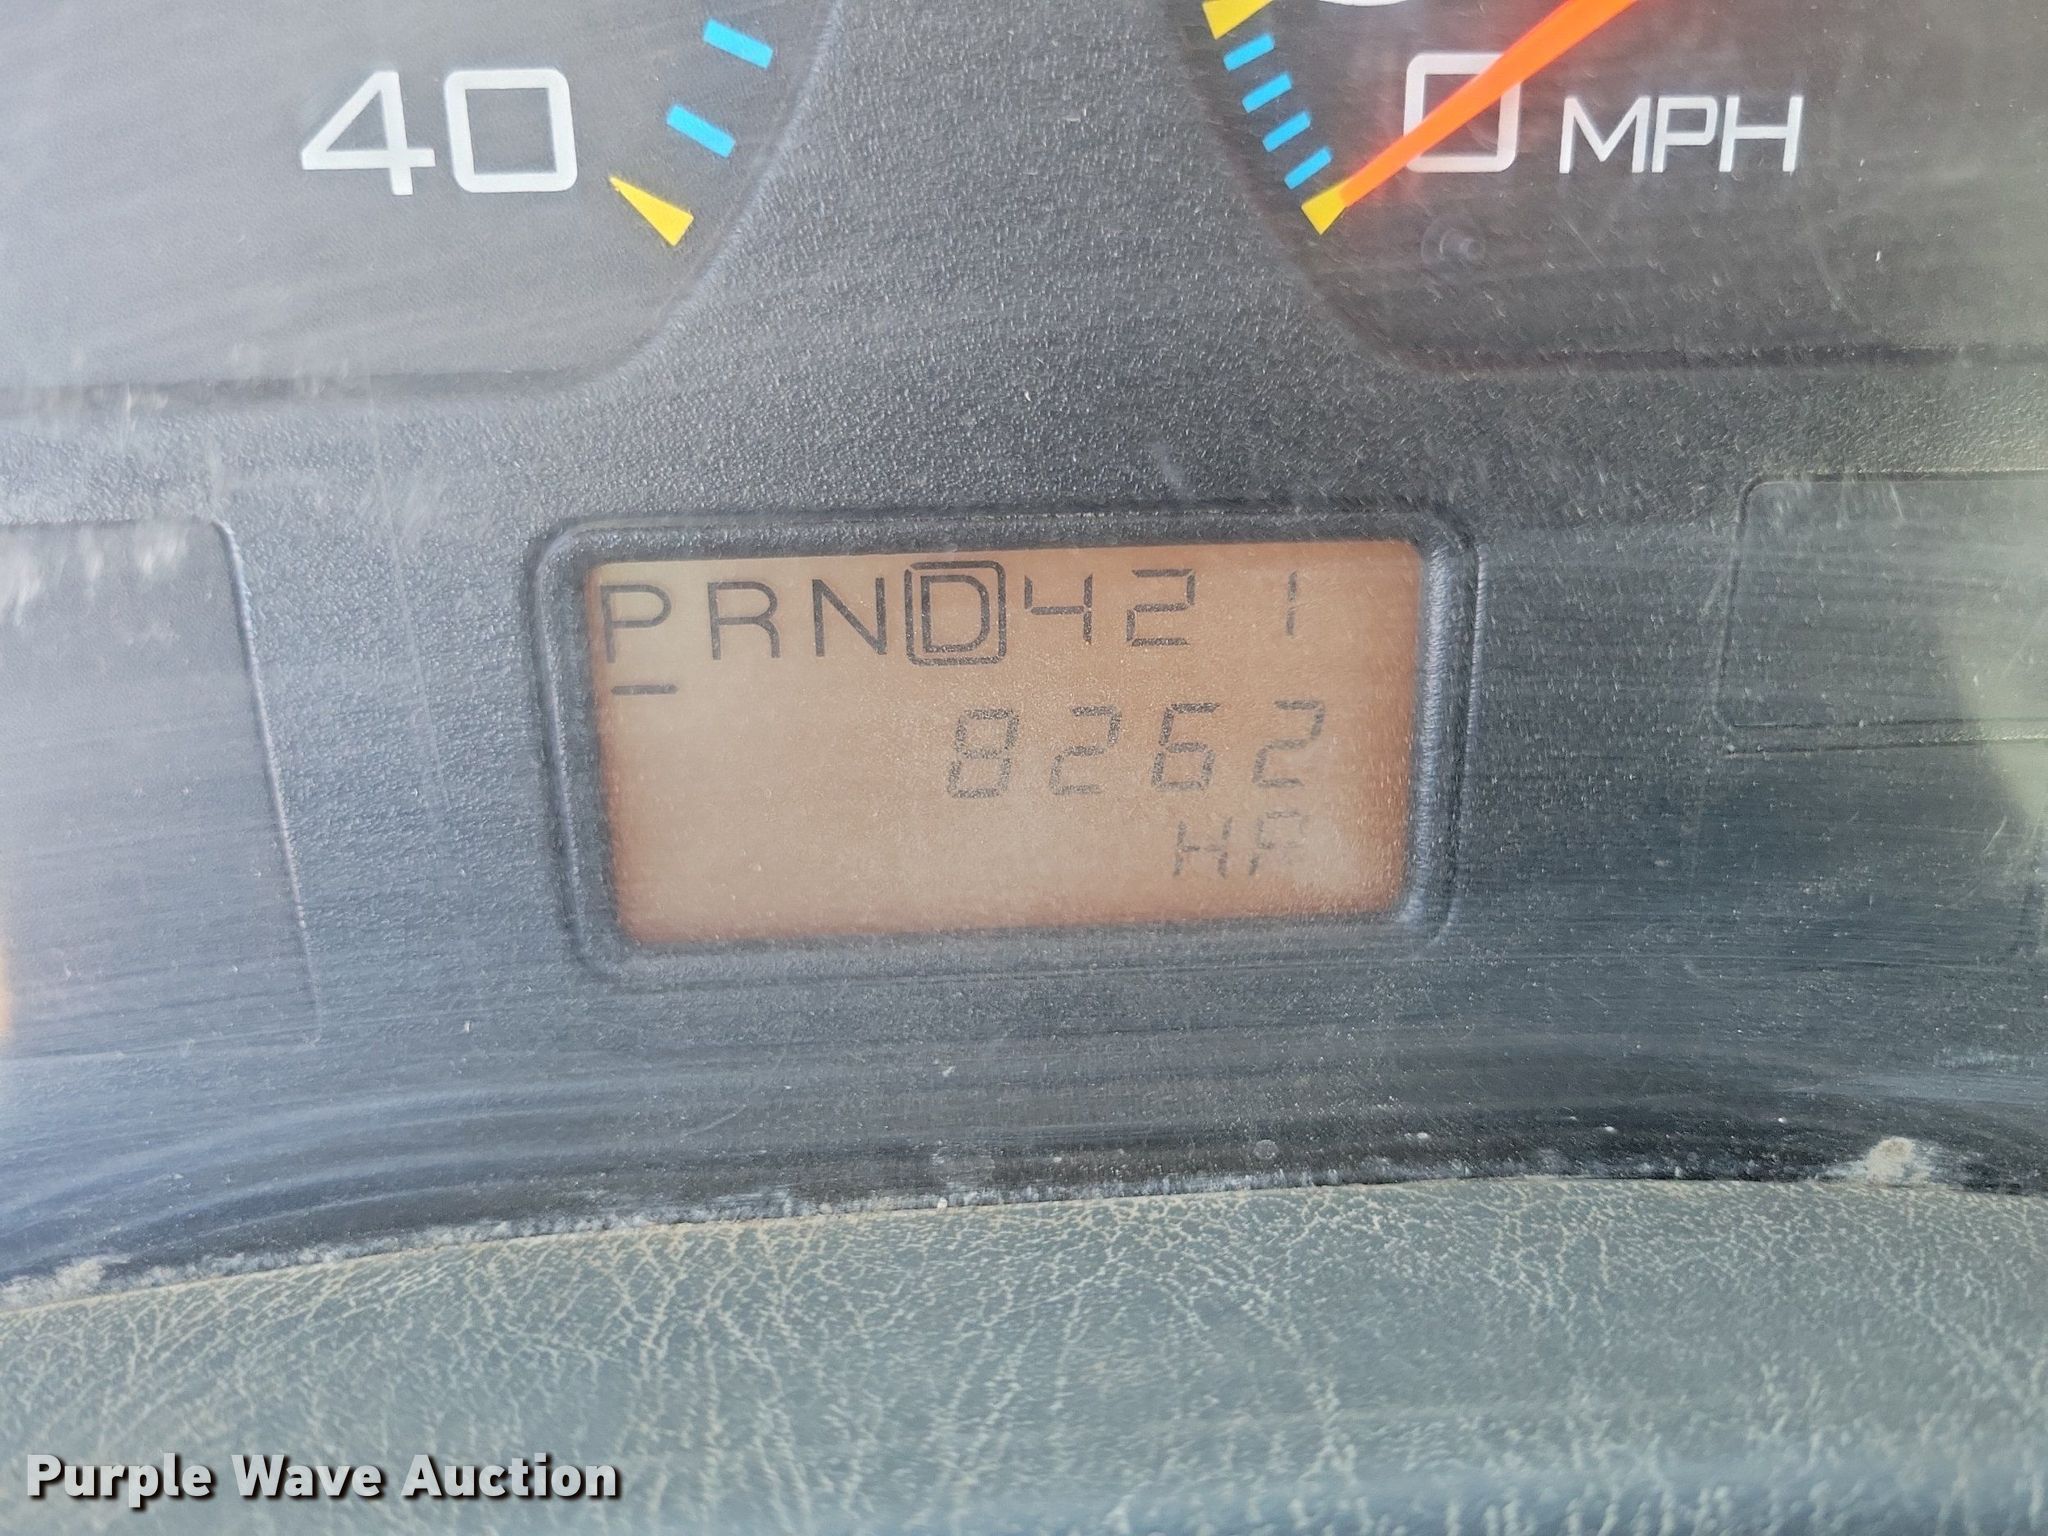 40
0 MPH
PRND421
8262
HR
Purple Wave Auction